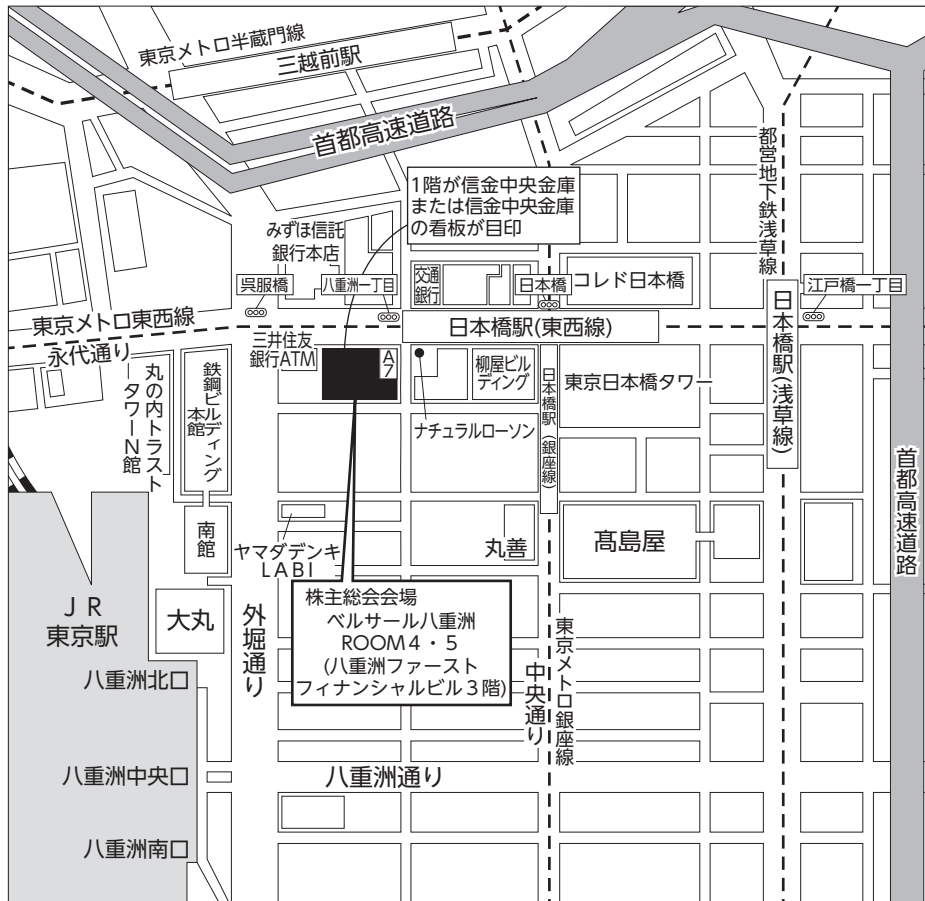 東京メトロ半蔵門線
三越前駅
首都高速道路
都営地下鉄浅草線
1階が信金中央金庫
または信金中央金庫
の看板が目印
みずほ信託
銀行本店
呉服橋
八重洲一丁目
交通
銀行
日本橋
コレド日本橋
江戸橋一丁目
東京メトロ東西線
日本橋駅(東西線)
日本橋駅(浅草線)
永代通り
三井住友
銀行ATM
A7
柳屋ビル
ディング
日本橋駅(銀座線)
東京日本橋タワー
丸の内トラスト
タワーN館
鉄鋼ビルディング
本館
ナチュラルローソン
首都高速道路
南館
ヤマダデンキ
LABI
丸善
髙島屋
JR
東京駅
大丸
外堀通り
株主総会会場
ベルサール八重洲
ROOM4・5
(八重洲ファースト
フィナンシャルビル3階)
中央通り
東京メトロ銀座線
八重洲北口
八重洲中央口
八重洲通り
八重洲南口